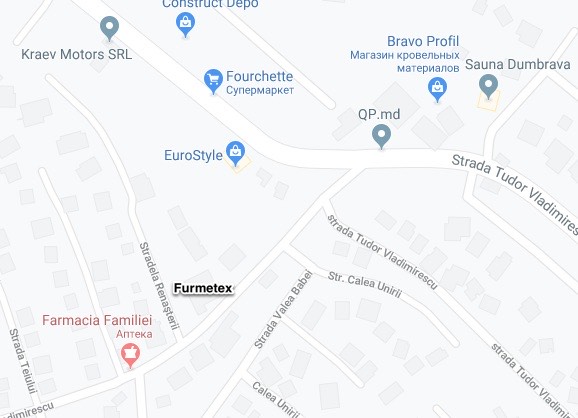 Construct Depo
Kraev Motors SRL
Bravo Profil
Магазин кровельных
материалов
Sauna Dumbrava
Fourchette
Супермаркет
QP.md
EuroStyle
Strada Tudor Vladimirescu
strada Tudor Vladimirescu
Stradela Renașterii
Str. Calea Unirii
Furmetex
Strada Valea Babei
Farmacia Familiei
Аптека
Strada Teiului
strada Tudor Vladimirescu
Calea Unirii
dimirescu